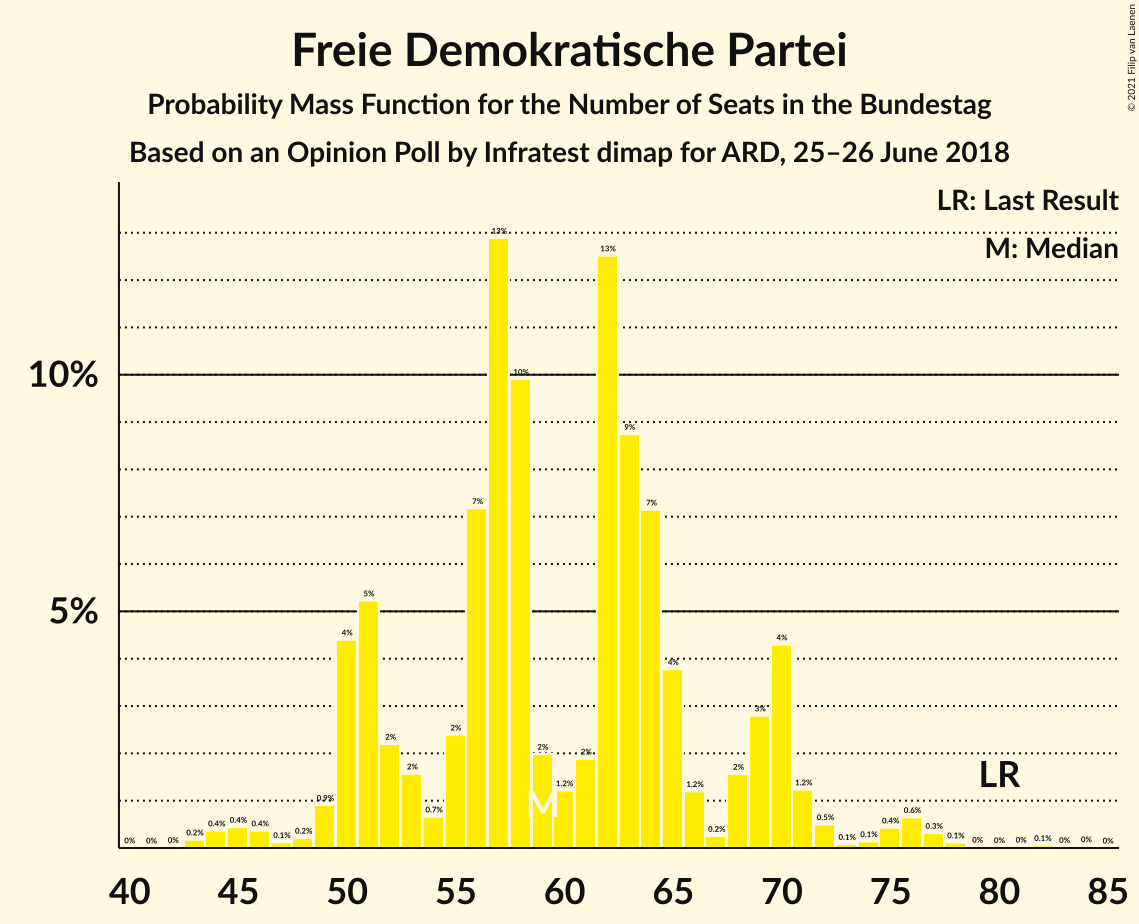 Freie Demokratische Partei
Probability Mass Function for the Number of Seats in the Bundestag
Based on an Opinion Poll by Infratest dimap for ARD, 25–26 June 2018
© 2021 Filip van Laenen
LR: Last Result
M: Median
10%
5%
0% 0% 0% 0.2% 0.4% 0.4% 0.4% 0.1% 0.2% 0.9% 4% 5% 2% 2% 0.7% 2% 7% 13% 10% 2% 1.2% 2% 13% 9% 7% 4% 1.2% 0.2% 2% 3% 4% 1.2% 0.5% 0.1% 0.1% 0.4% 0.6% 0.3% 0.1% 0% 0% 0% 0.1% 0% 0% 0%
M
LR
40 45 50 55 60 65 70 75 80 85